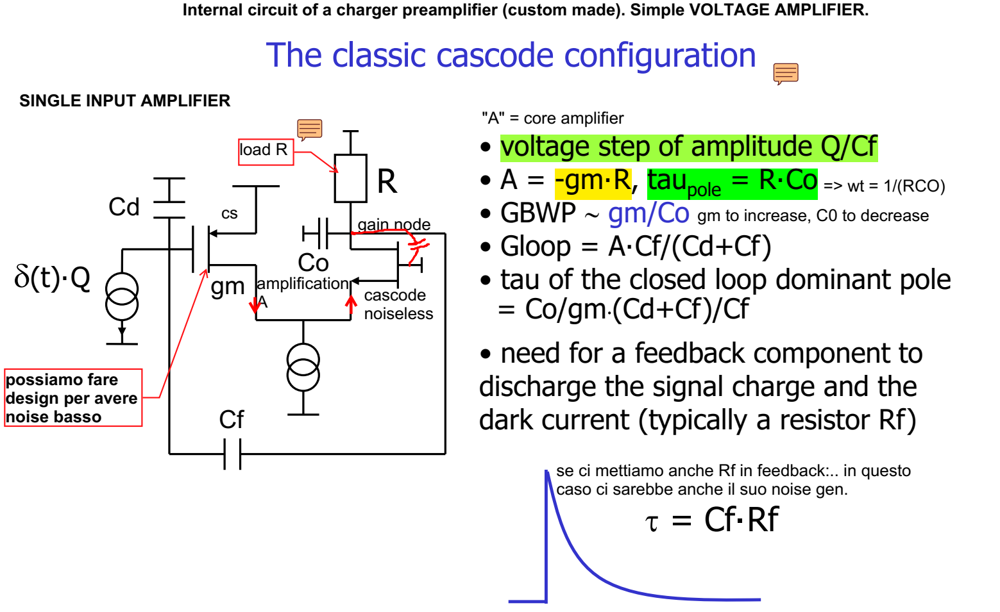 Internal circuit of a charger preamplifier (custom made). Simple VOLTAGE AMPLIFIER.
The classic cascode configuration
SINGLE INPUT AMPLIFIER
load R
R
Cd
cs
gain node
Co
δ(t)·Q
gm
amplification
A
cascode
noiseless
possiamo fare
design per avere
noise basso
Cf
"A" = core amplifier
• voltage step of amplitude Q/Cf
• A = -gm·R, tau_pole = R·Co => wt = 1/(RCO)
• GBWP ~ gm/Co gm to increase, C0 to decrease
• Gloop = A·Cf/(Cd+Cf)
• tau of the closed loop dominant pole
= Co/gm·(Cd+Cf)/Cf
• need for a feedback component to
discharge the signal charge and the
dark current (typically a resistor Rf)
se ci mettiamo anche Rf in feedback:.. in questo
caso ci sarebbe anche il suo noise gen.
τ = Cf·Rf